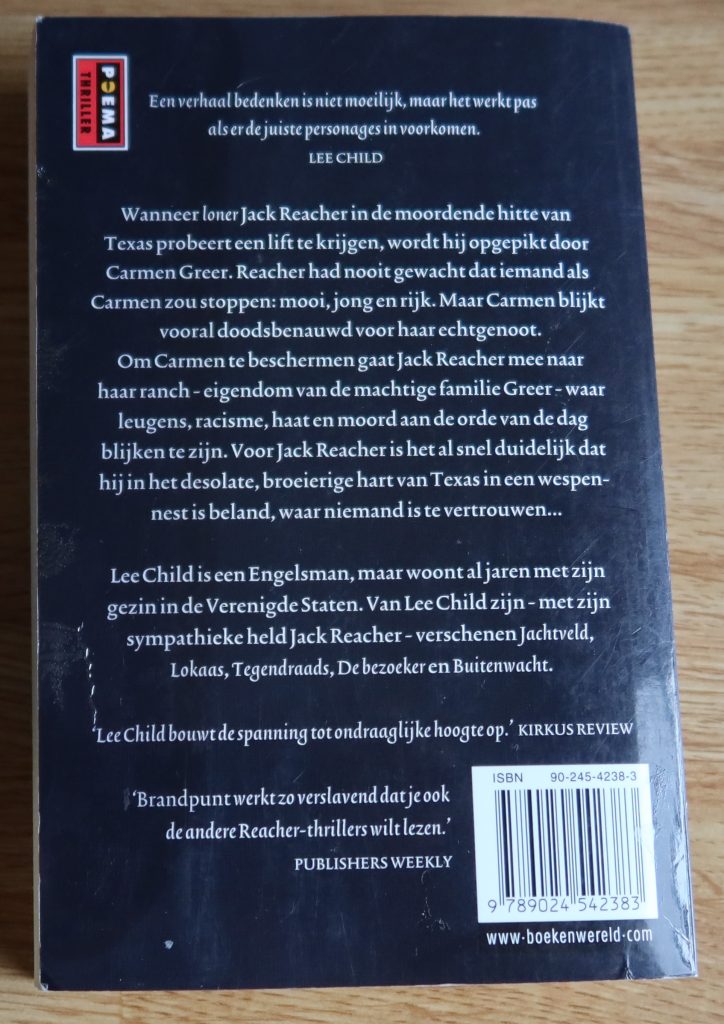 POEMA
THRILLER
Een verhaal bedenken is niet moeilijk, maar het werkt pas
als er de juiste personages in voorkomen.
LEE CHILD
Wanneer loner Jack Reacher in de moordende hitte van
Texas probeert een lift te krijgen, wordt hij opgepikt door
Carmen Greer. Reacher had nooit gewacht dat iemand als
Carmen zou stoppen: mooi, jong en rijk. Maar Carmen blijkt
vooral doodsbenauwd voor haar echtgenoot.
Om Carmen te beschermen gaat Jack Reacher mee naar
haar ranch – eigendom van de machtige familie Greer – waar
leugens, racisme, haat en moord aan de orde van de dag
blijken te zijn. Voor Jack Reacher is het al snel duidelijk dat
hij in het desolate, broeierige hart van Texas in een wespen-
nest is beland, waar niemand is te vertrouwen...
Lee Child is een Engelsman, maar woont al jaren met zijn
gezin in de Verenigde Staten. Van Lee Child zijn – met zijn
sympathieke held Jack Reacher – verschenen Jachtveld,
Lokaas, Tegendraads, De bezoeker en Buitenwacht.
‘Lee Child bouwt de spanning tot ondraaglijke hoogte op.’ KIRKUS REVIEW
‘Brandpunt werkt zo verslavend dat je ook
de andere Reacher-thrillers wilt lezen.’
PUBLISHERS WEEKLY
ISBN 90-245-4238-3
9 789024 542383
www·boekenwereld·com